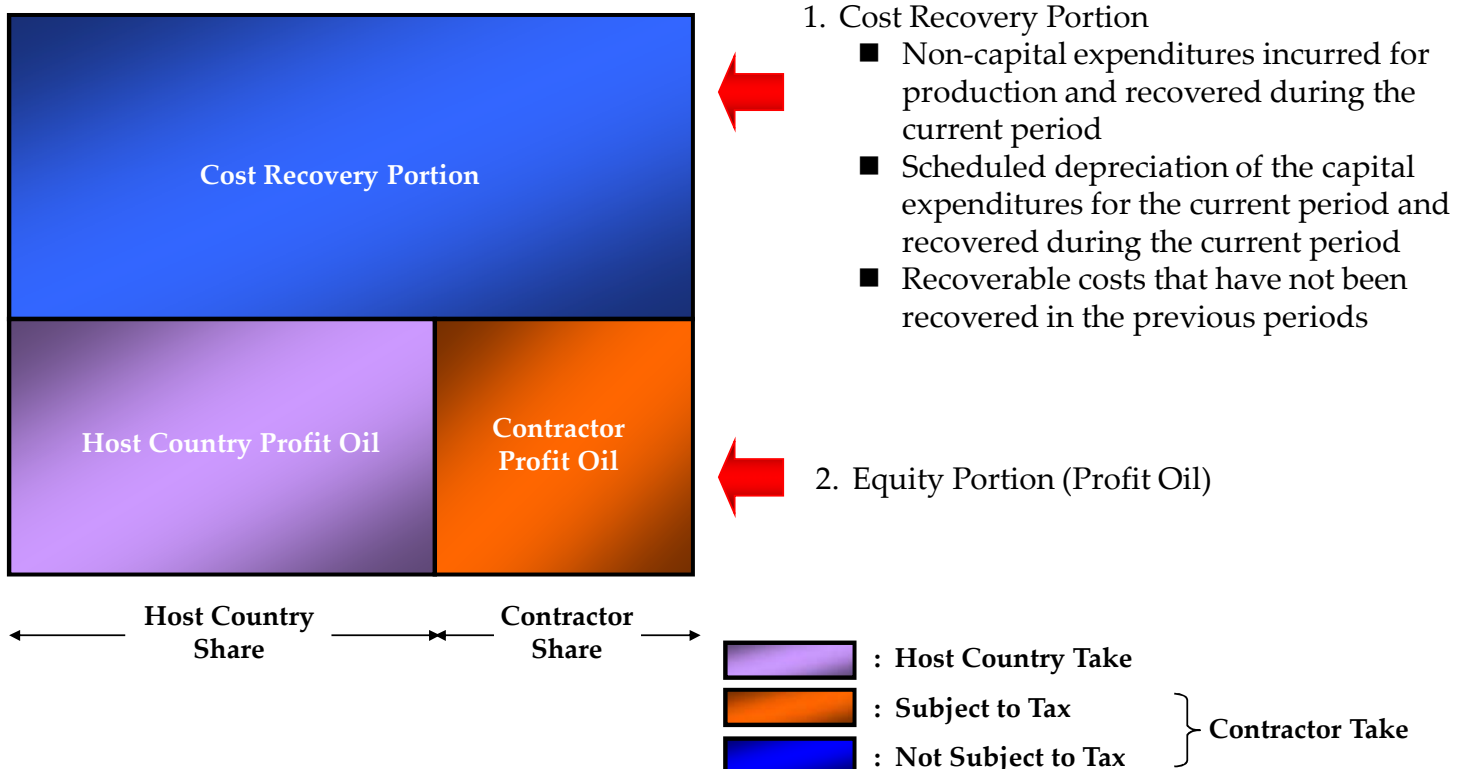 Cost Recovery Portion
Host Country Profit Oil
Contractor
Profit Oil
Host Country
Share
Contractor
Share
1. Cost Recovery Portion
■ Non-capital expenditures incurred for
production and recovered during the
current period
■ Scheduled depreciation of the capital
expenditures for the current period and
recovered during the current period
■ Recoverable costs that have not been
recovered in the previous periods
2. Equity Portion (Profit Oil)
: Host Country Take
: Subject to Tax
: Not Subject to Tax
Contractor Take